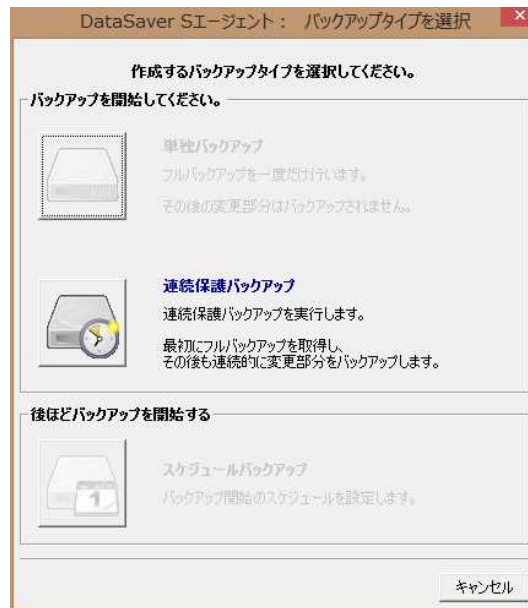 DataSaver Sエージェント： バックアップタイプを選択
作成するバックアップタイプを選択してください。
バックアップを開始してください。
単独バックアップ
フルバックアップを一度だけ行います。
その後の変更部分はバックアップされません。
連続保護バックアップ
連続保護バックアップを実行します。
最初にフルバックアップを取得し、
その後も連続的に変更部分をバックアップします。
後ほどバックアップを開始する
1
スケジュールバックアップ
バックアップ開始のスケジュールを設定します。
キャンセル